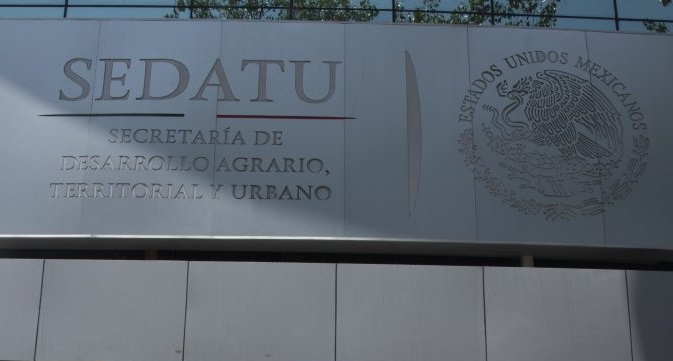 SEDATU
SECRETARÍA DE
DESARROLLO AGRARIO,
TERRITORIAL Y URBANO
ESTADOS UNIDOS MEXICANOS